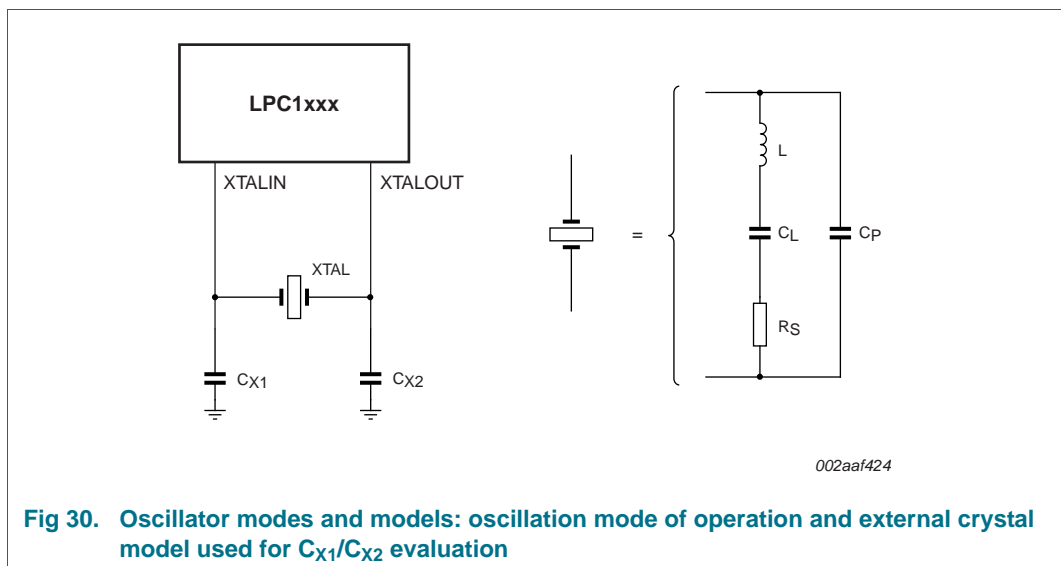 LPC1xxx
XTALIN
XTALOUT
XTAL
CX1
CX2
=
L
CL
CP
RS
002aaf424
Fig 30. Oscillator modes and models: oscillation mode of operation and external crystal
model used for CX1/CX2 evaluation